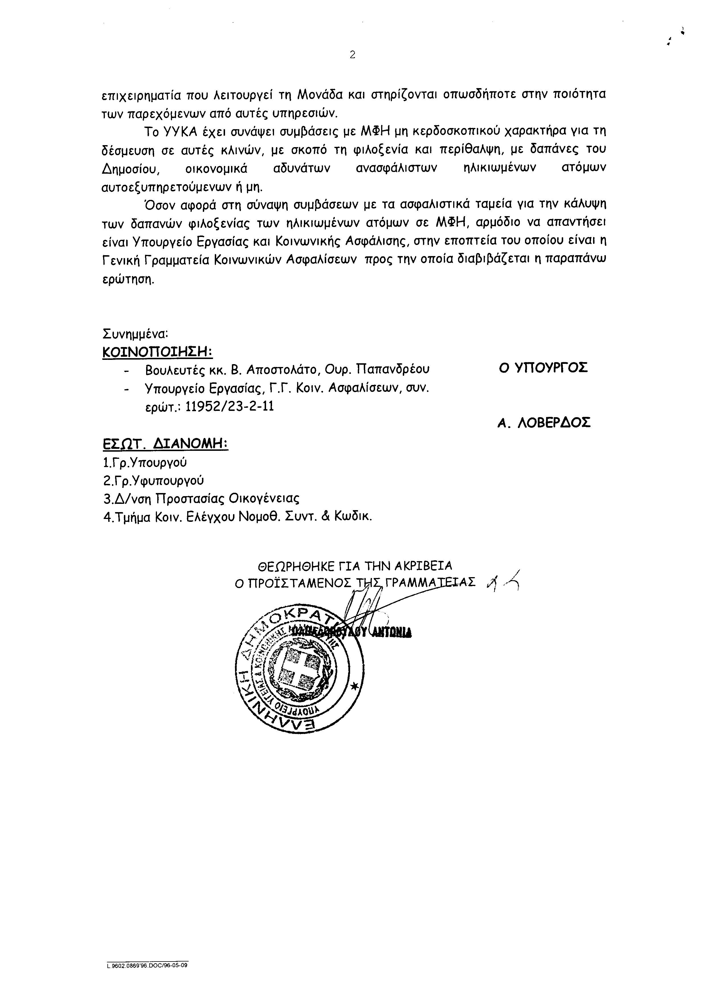 2
επιχειρηματία που λειτουργεί τη Μονάδα και στηρίζονται οπωσδήποτε στην ποιότητα
των παρεχόμενων από αυτές υπηρεσιών.
Το ΥΥΚΑ έχει συνάψει συμβάσεις με ΜΦΗ μη κερδοσκοπικού χαρακτήρα για τη
δέσμευση σε αυτές κλινών, με σκοπό τη φιλοξενία και περίθαλψη, με δαπάνες του
Δημοσίου, οικονομικά αδυνάτων ανασφάλιστων ηλικιωμένων ατόμων
αυτοεξυπηρετούμενων ή μη.
Όσον αφορά στη σύναψη συμβάσεων με τα ασφαλιστικά ταμεία για την κάλυψη
των δαπανών φιλοξενίας των ηλικιωμένων ατόμων σε ΜΦΗ, αρμόδιο να απαντήσει
είναι Υπουργείο Εργασίας και Κοινωνικής Ασφάλισης, στην εποπτεία του οποίου είναι η
Γενική Γραμματεία Κοινωνικών Ασφαλίσεων προς την οποία διαβιβάζεται η παραπάνω
ερώτηση.
Συνημμένα:
ΚΟΙΝΟΠΟΙΗΣΗ:
- Βουλευτές κκ. Β. Αποστολάτο, Ουρ. Παπανδρέου
- Υπουργείο Εργασίας, Γ.Γ. Κοιν. Ασφαλίσεων, συν.
ερώτ.: 11952/23-2-11
Ο ΥΠΟΥΡΓΟΣ
Α. ΛΟΒΕΡΔΟΣ
ΕΣΩΤ. ΔΙΑΝΟΜΗ:
1.Γρ.Υπουργού
2.Γρ.Υφυπουργού
3.Δ/νση Προστασίας Οικογένειας
4.Τμήμα Κοιν. Ελέγχου Νομοθ. Συντ. & Κωδικ.
ΘΕΩΡΗΘΗΚΕ ΓΙΑ ΤΗΝ ΑΚΡΙΒΕΙΑ
Ο ΠΡΟΪΣΤΑΜΕΝΟΣ ΤΗΣ ΓΡΑΜΜΑΤΕΙΑΣ
ΑΝΤΩΝΙΑ
ΕΛΛΗΝΙΚΗ ΔΗΜΟΚΡΑΤΙΑ
ΥΠΟΥΡΓΕΙΟ ΥΓΕΙΑΣ & ΚΟΙΝΩΝΙΚΗΣ
L.9602.0869'96.DOC/96-05-09